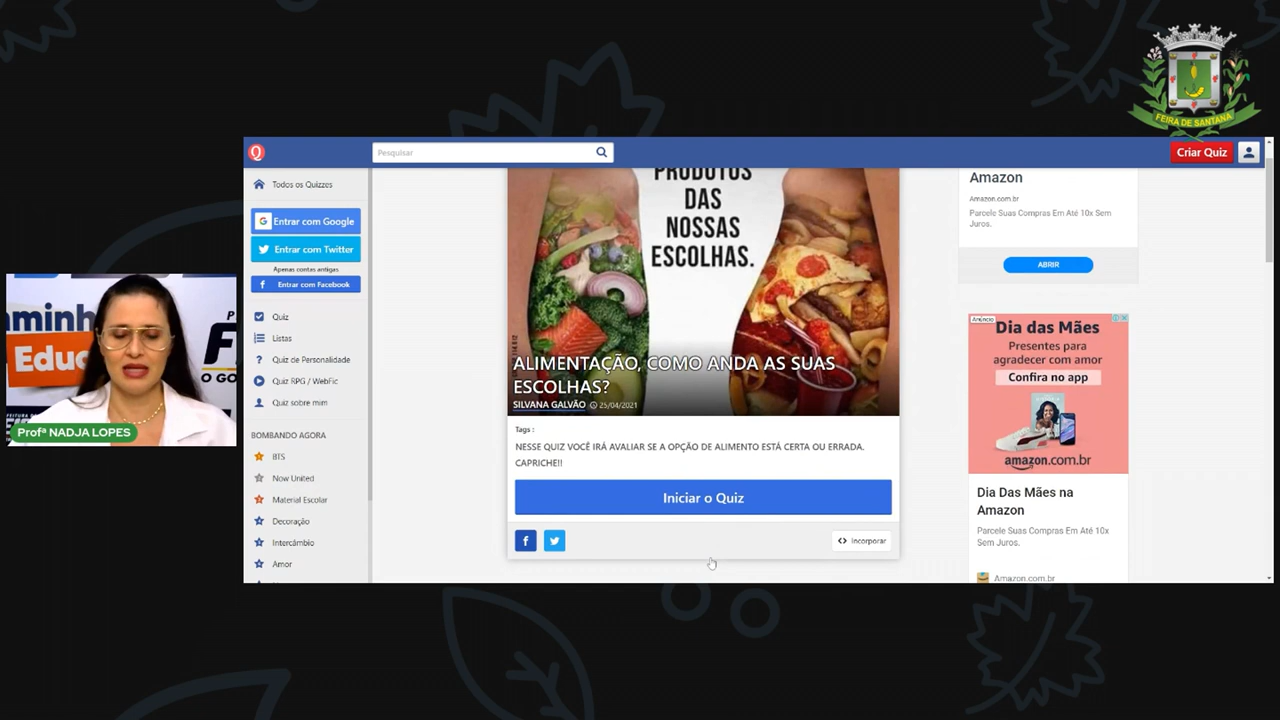 FEIRA DE SANTANA
Q
Pesquisar
Criar Quiz
Todos os Quizzes
G Entrar com Google
Entrar com Twitter
Apenas contas antigas
f Entrar com Facebook
Quiz
Listas
? Quiz de Personalidade
Quiz RPG / WebFic
Quiz sobre mim
BOMBANDO AGORA
BTS
Now United
Material Escolar
Decoração
Intercâmbio
Amor
PRODUTOS
DAS
NOSSAS
ESCOLHAS.
ALIMENTAÇÃO, COMO ANDA AS SUAS
ESCOLHAS?
SILVANA GALVÃO 25/04/2021
Tags :
NESSE QUIZ VOCÊ IRÁ AVALIAR SE A OPÇÃO DE ALIMENTO ESTÁ CERTA OU ERRADA.
CAPRICHE!!
Iniciar o Quiz
f
<> Incorporar
Amazon
Amazon.com.br
Parcele Suas Compras Em Até 10x Sem
Juros.
ABRIR
Anúncio
Dia das Mães
Presentes para
agradecer com amor
Confira no app
amazon.com.br
Dia Das Mães na
Amazon
Parcele Suas Compras Em Até 10x
Sem Juros.
Amazon.com.br
aminh
Educ
P
F
O GO
Profª NADJA LOPES